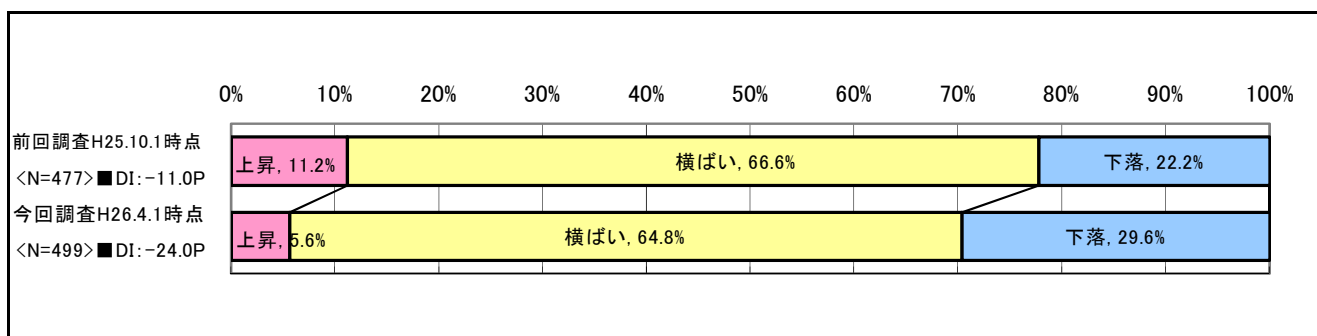 0% 10% 20% 30% 40% 50% 60% 70% 80% 90% 100%
前回調査H25.10.1時点
<N=477>■DI:-11.0P
上昇, 11.2% 横ばい, 66.6% 下落, 22.2%
今回調査H26.4.1時点
<N=499>■DI:-24.0P
上昇, 5.6% 横ばい, 64.8% 下落, 29.6%